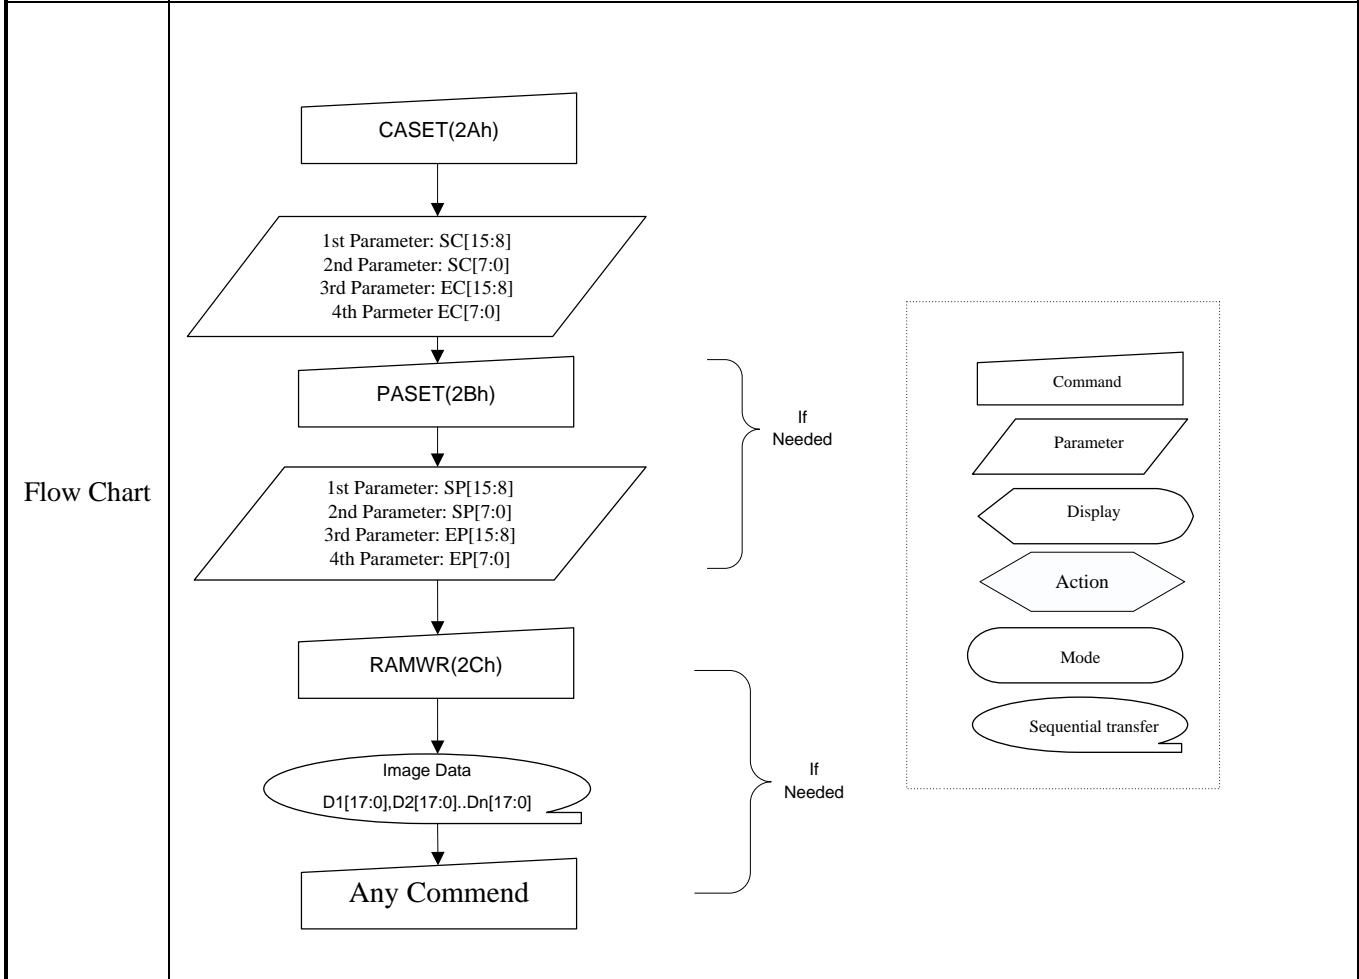 Flow Chart
CASET(2Ah)
1st Parameter: SC[15:8]
2nd Parameter: SC[7:0]
3rd Parameter: EC[15:8]
4th Parmeter EC[7:0]
PASET(2Bh)
1st Parameter: SP[15:8]
2nd Parameter: SP[7:0]
3rd Parameter: EP[15:8]
4th Parameter: EP[7:0]
If
Needed
RAMWR(2Ch)
Image Data
D1[17:0],D2[17:0]..Dn[17:0]
Any Commend
If
Needed
Command
Parameter
Display
Action
Mode
Sequential transfer